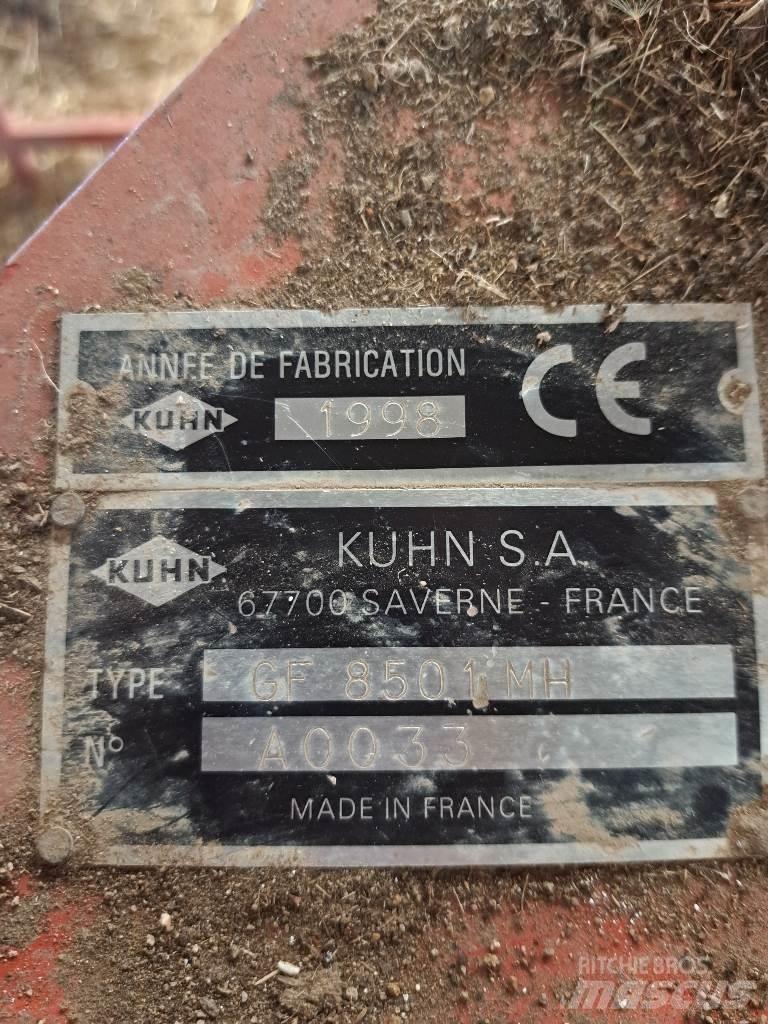 ANNEE DE FABRICATION
KUHN
1998
CE
KUHN
KUHN S.A.
67700 SAVERNE - FRANCE
TYPE GF 8501 MH
N° A0033
MADE IN FRANCE
RITCHIE BROS.
mascus